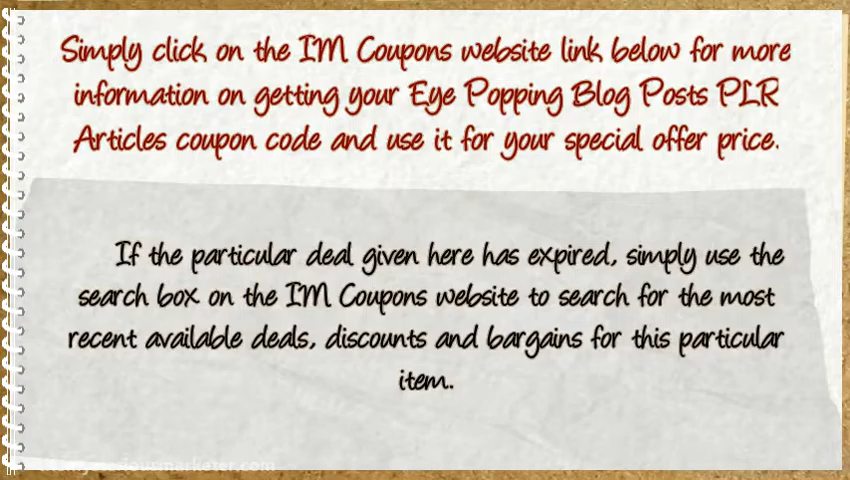 Simply click on the IM Coupons website link below for more
information on getting your Eye Popping Blog Posts PLR
Articles coupon code and use it for your special offer price.
If the particular deal given here has expired, simply use the
search box on the IM Coupons website to search for the most
recent available deals, discounts and bargains for this particular
item.